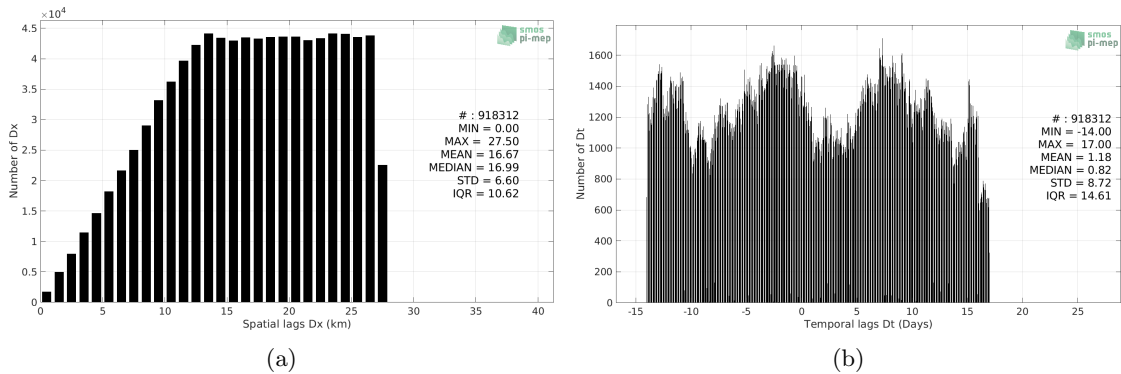 ×10⁴
4.5
4
3.5
3
2.5
2
1.5
1
0.5
0
Number of Dx
0 5 10 15 20 25 30 35 40
Spatial lags Dx (km)
smos
pi-mep
# : 918312
MIN = 0.00
MAX = 27.50
MEAN = 16.67
MEDIAN = 16.99
STD = 6.60
IQR = 10.62
(a)
1600
1400
1200
1000
800
600
400
200
0
Number of Dt
-15 -10 -5 0 5 10 15 20 25
Temporal lags Dt (Days)
smos
pi-mep
# : 918312
MIN = -14.00
MAX = 17.00
MEAN = 1.18
MEDIAN = 0.82
STD = 8.72
IQR = 14.61
(b)